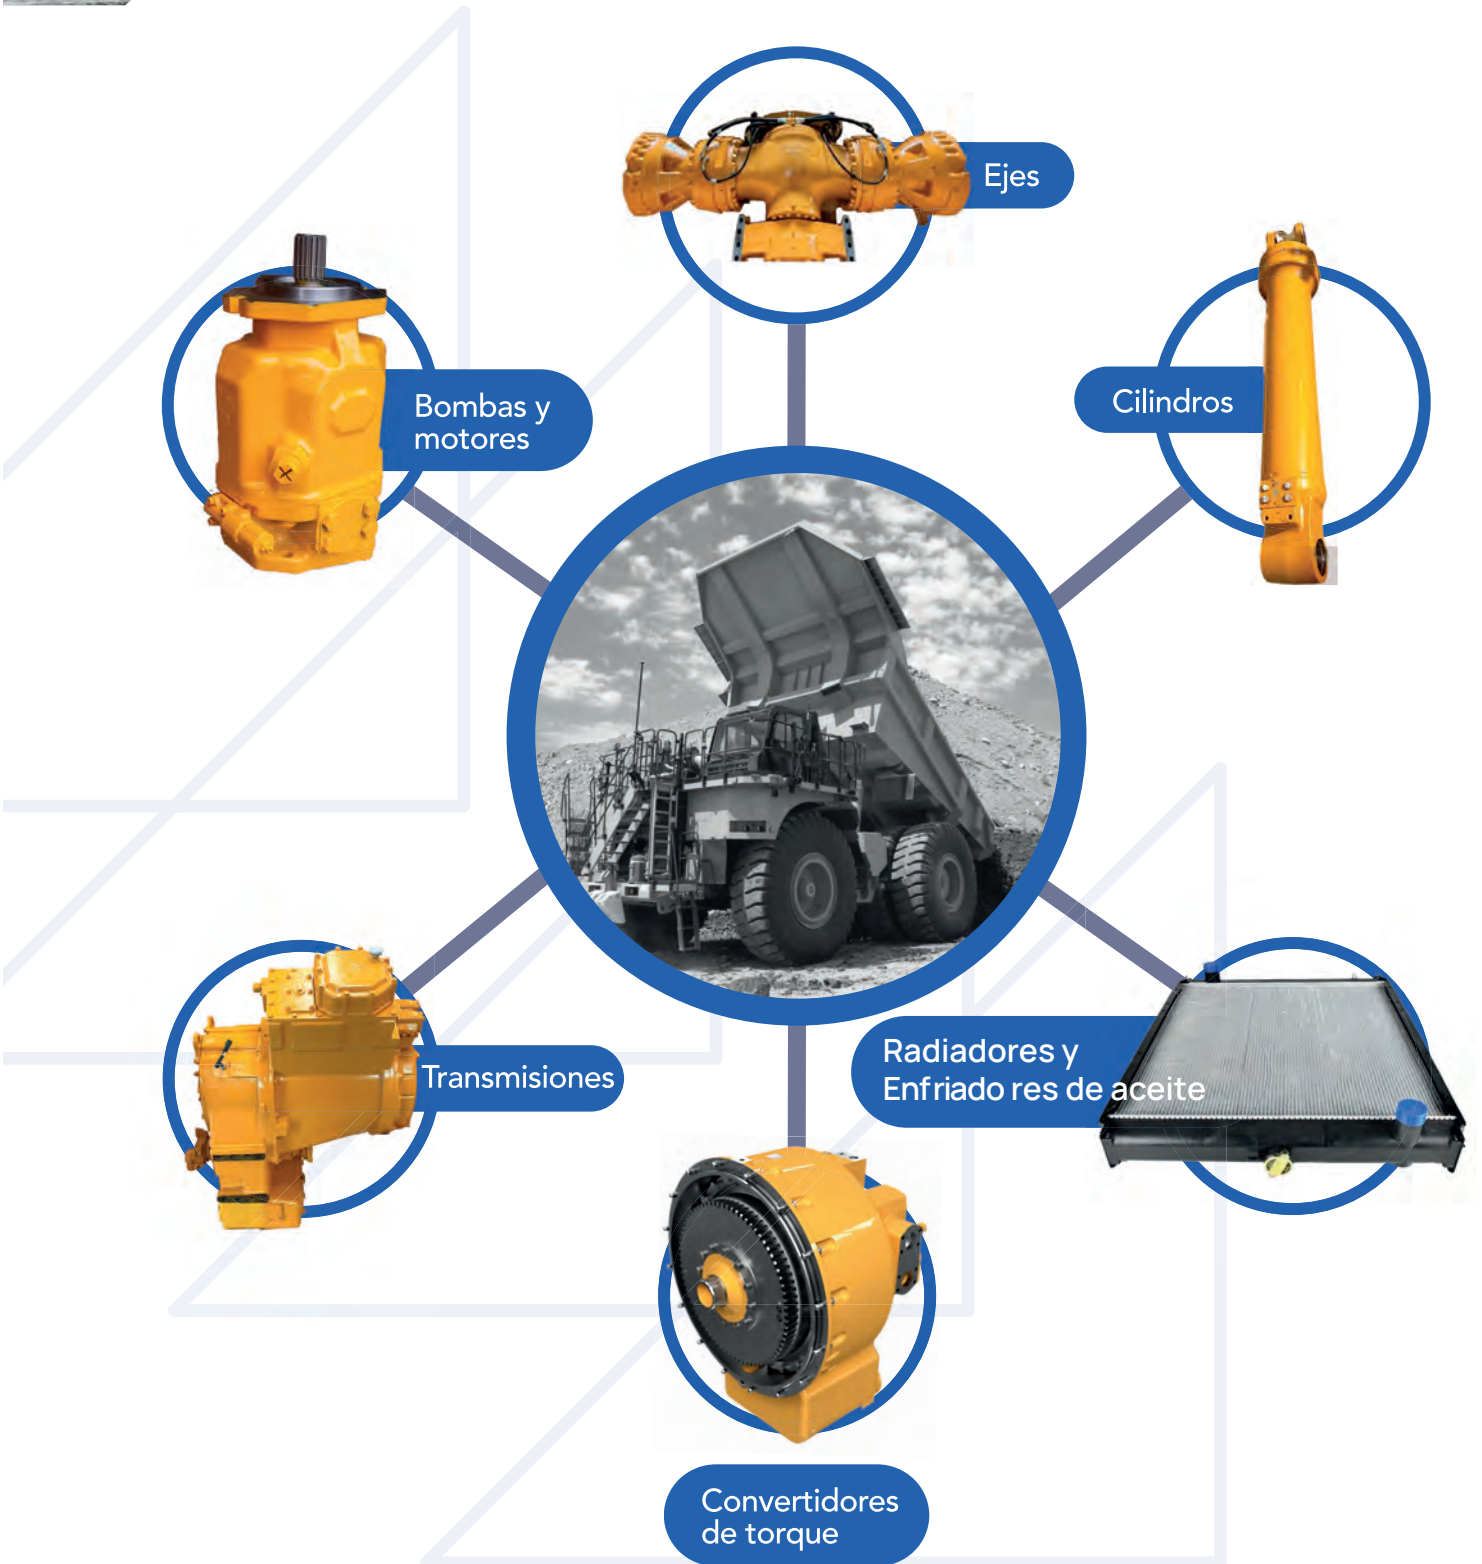 Ejes
Bombas y
motores
Cilindros
Transmisiones
Radiadores y
Enfriado res de aceite
Convertidores
de torque